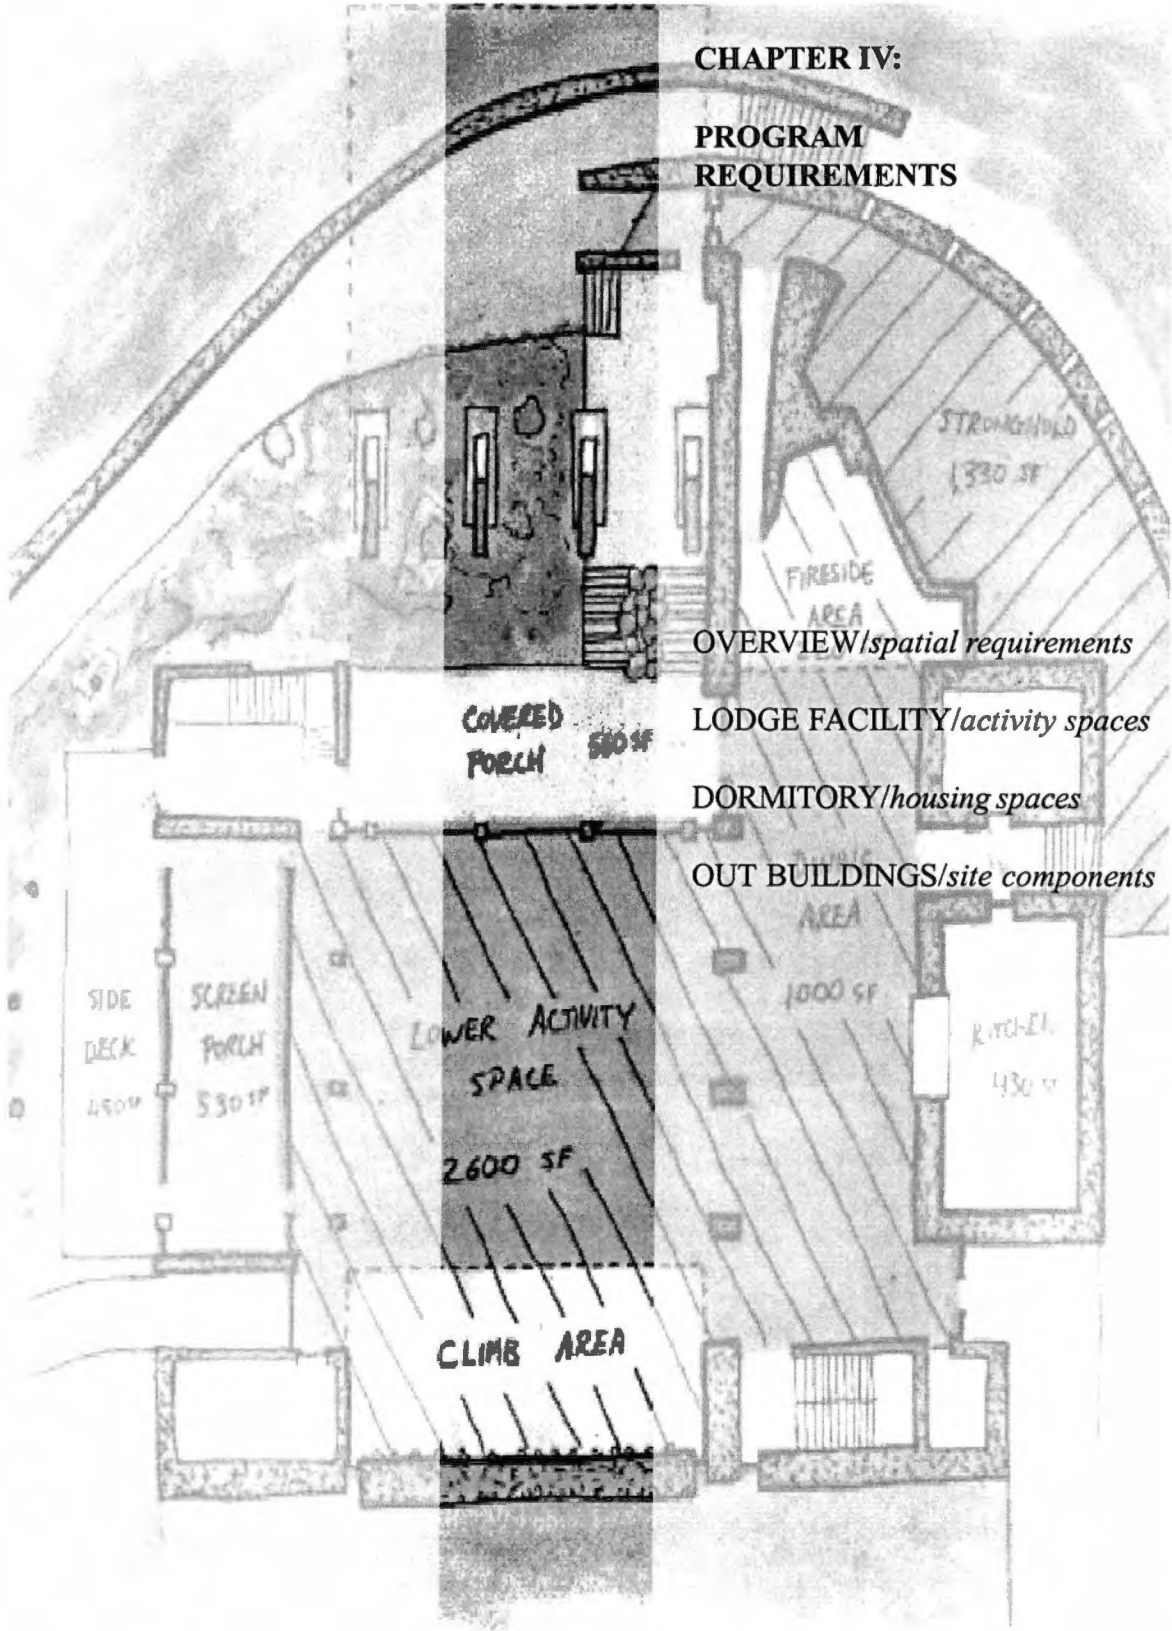 CHAPTER IV:
PROGRAM
REQUIREMENTS
STRONGHOLD
1330 SF
FIRESIDE
AREA
OVERVIEW/spatial requirements
COVERED
PORCH
LODGE FACILITY/activity spaces
DORMITORY/housing spaces
OUT BUILDINGS/site components
AREA
1000 SF
SIDE
DECK
450 SF
SCREEN
PORCH
530 SF
LOWER ACTIVITY
SPACE
2600 SF
KITCHEN
430 SF
CLIMB AREA